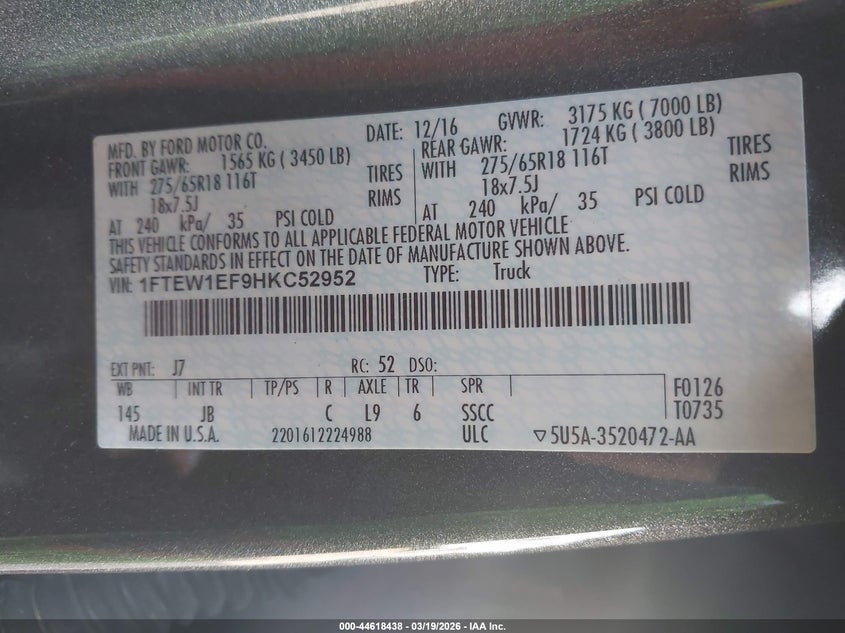 MFD. BY FORD MOTOR CO. DATE: 12/16 GVWR: 3175 KG ( 7000 LB)
FRONT GAWR: 1565 KG ( 3450 LB) REAR GAWR: 1724 KG ( 3800 LB)
WITH 275/65R18 116T TIRES WITH 275/65R18 116T TIRES
18x7.5J RIMS 18x7.5J RIMS
AT 240 kPa/ 35 PSI COLD AT 240 kPa/ 35 PSI COLD
THIS VEHICLE CONFORMS TO ALL APPLICABLE FEDERAL MOTOR VEHICLE
SAFETY STANDARDS IN EFFECT ON THE DATE OF MANUFACTURE SHOWN ABOVE.
VIN: 1FTEW1EF9HKC52952 TYPE: Truck
EXT PNT: J7 RC: 52 DSO:
WB INT TR TP/PS R AXLE TR SPR F0126
145 JB C L9 6 SSCC T0735
MADE IN U.S.A. 2201612224988 ULC ▽5U5A-3520472-AA
000-44618438 - 03/19/2026 - IAA Inc.